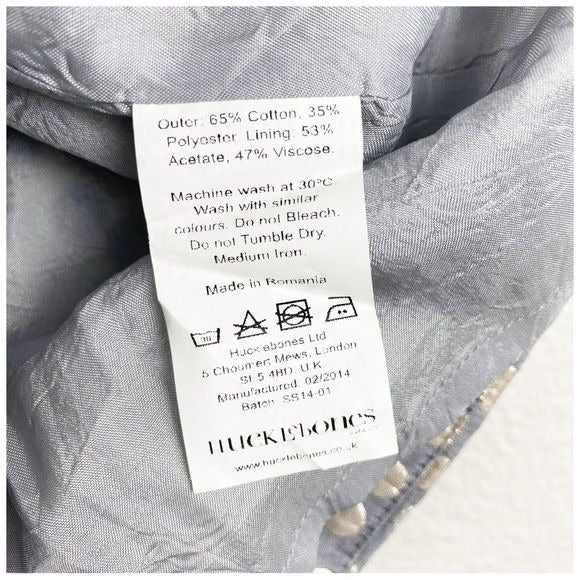 Outer: 65% Cotton, 35%
Polyester Lining: 53%
Acetate, 47% Viscose.
Machine wash at 30°C.
Wash with similar
colours. Do not Bleach.
Do not Tumble Dry.
Medium Iron.
Made in Romania
30
Hucklebones Ltd
5 Choumert Mews, London
SE5 4BD, U.K.
Manufactured: 02/2014
Batch: SS14-01
HUCKLEBONES
www.hucklebones.co.uk